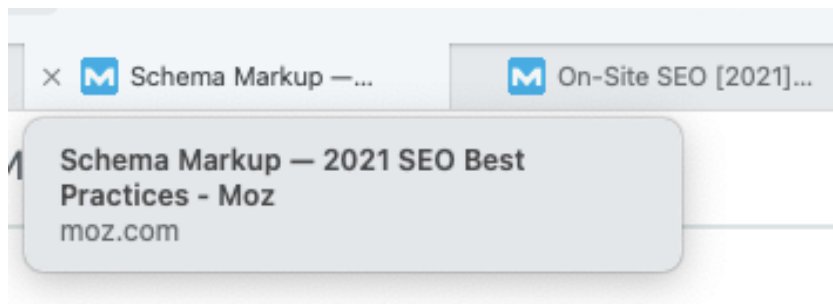 Schema Markup —...
On-Site SEO [2021]...
Schema Markup — 2021 SEO Best
Practices - Moz
moz.com